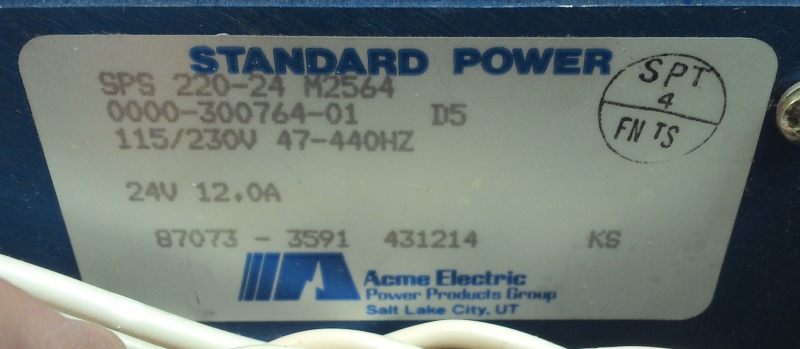 STANDARD POWER
SPS 220-24 M2564
0000-300764-01 D5
115/230V 47-440HZ
24V 12.0A
87073 - 3591 431214 KS
SPT
4
FN TS
Acme Electric
Power Products Group
Salt Lake City, UT